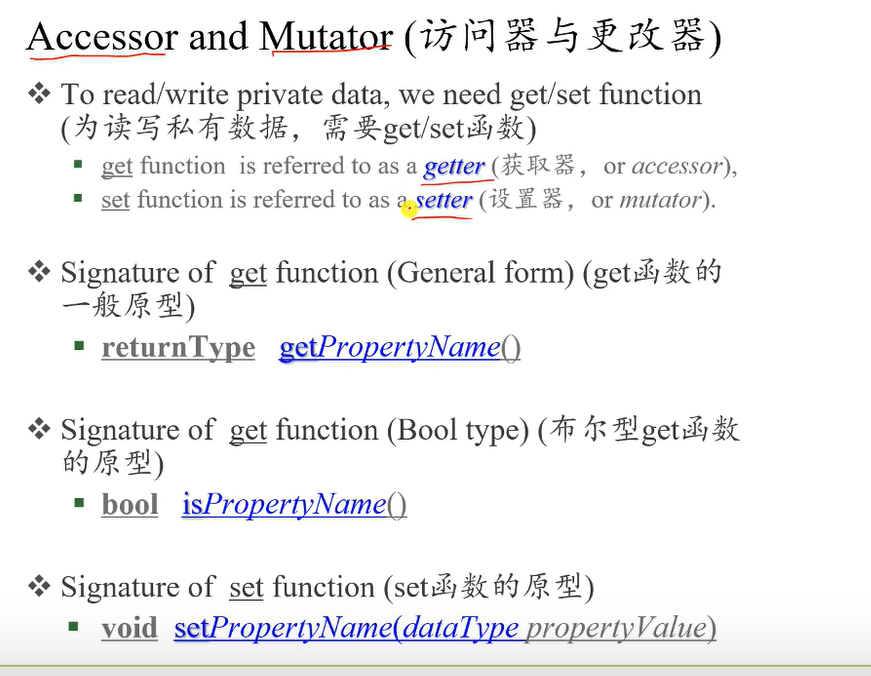 Accessor and Mutator (访问器与更改器)
❖ To read/write private data, we need get/set function
(为读写私有数据，需要get/set函数)
▪ get function is referred to as a getter (获取器，or accessor),
▪ set function is referred to as a setter (设置器，or mutator).
❖ Signature of get function (General form) (get函数的
一般原型)
▪ returnType getPropertyName()
❖ Signature of get function (Bool type) (布尔型get函数
的原型)
▪ bool isPropertyName()
❖ Signature of set function (set函数的原型)
▪ void setPropertyName(dataType propertyValue)